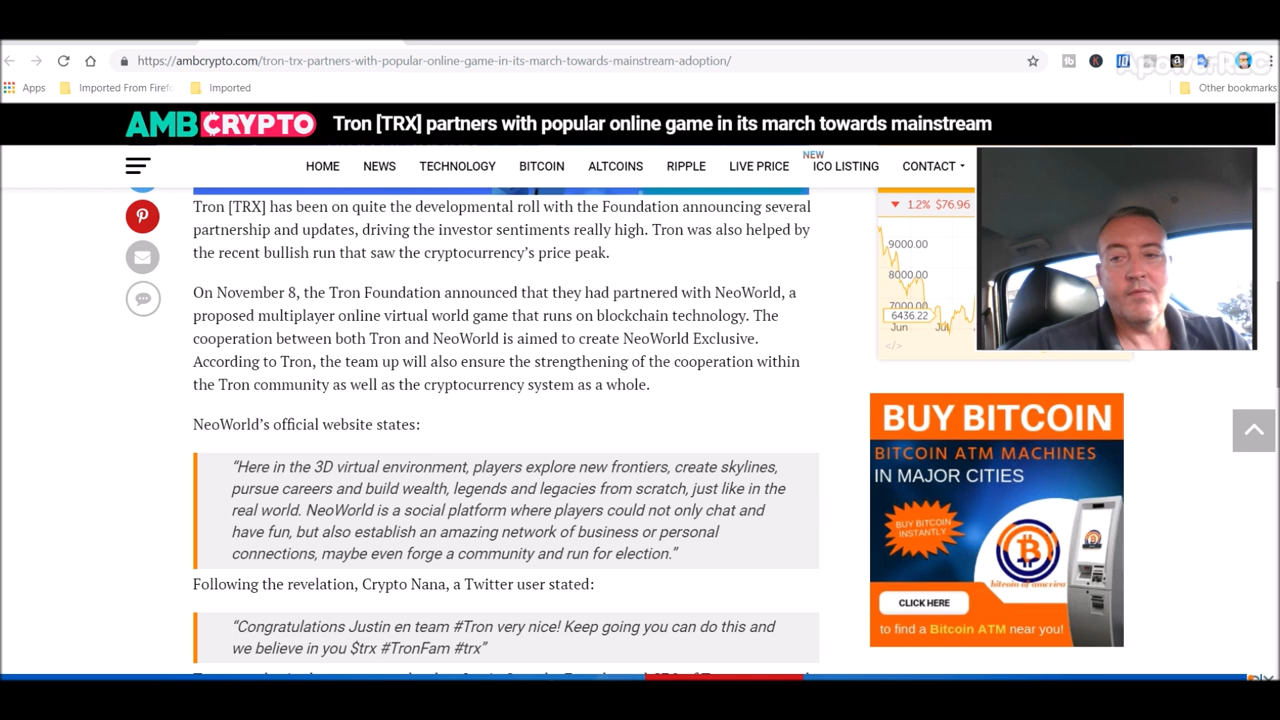 https://ambcrypto.com/tron-trx-partners-with-popular-online-game-in-its-march-towards-mainstream-adoption/
ApowerREC
Apps
Imported From Firef
Imported
Other bookmarks
AMBCRYPTO
Tron [TRX] partners with popular online game in its march towards mainstream
HOME
NEWS
TECHNOLOGY
BITCOIN
ALTCOINS
RIPPLE
LIVE PRICE
NEW
ICO LISTING
CONTACT
Tron [TRX] has been on quite the developmental roll with the Foundation announcing several
partnership and updates, driving the investor sentiments really high. Tron was also helped by
the recent bullish run that saw the cryptocurrency's price peak.
On November 8, the Tron Foundation announced that they had partnered with NeoWorld, a
proposed multiplayer online virtual world game that runs on blockchain technology. The
cooperation between both Tron and NeoWorld is aimed to create NeoWorld Exclusive.
According to Tron, the team up will also ensure the strengthening of the cooperation within
the Tron community as well as the cryptocurrency system as a whole.
NeoWorld's official website states:
“Here in the 3D virtual environment, players explore new frontiers, create skylines,
pursue careers and build wealth, legends and legacies from scratch, just like in the
real world. NeoWorld is a social platform where players could not only chat and
have fun, but also establish an amazing network of business or personal
connections, maybe even forge a community and run for election.”
Following the revelation, Crypto Nana, a Twitter user stated:
“Congratulations Justin en team #Tron very nice! Keep going you can do this and
we believe in you $trx #TronFam #trx”
1.2% $76.96
9000.00
8000.00
7000.00
6436.22
Jun
Jul
BUY BITCOIN
BITCOIN ATM MACHINES
IN MAJOR CITIES
BUY BITCOIN
INSTANTLY
bitcoin of america
CLICK HERE
to find a Bitcoin ATM near you!